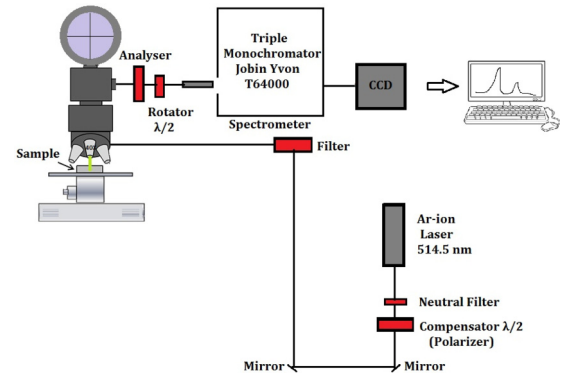 Analyser
Triple
Monochromator
Jobin Yvon
T64000
CCD
Rotator
λ/2
Spectrometer
Filter
40X
Sample
Ar-ion
Laser
514.5 nm
Neutral Filter
Compensator λ/2
(Polarizer)
Mirror
Mirror